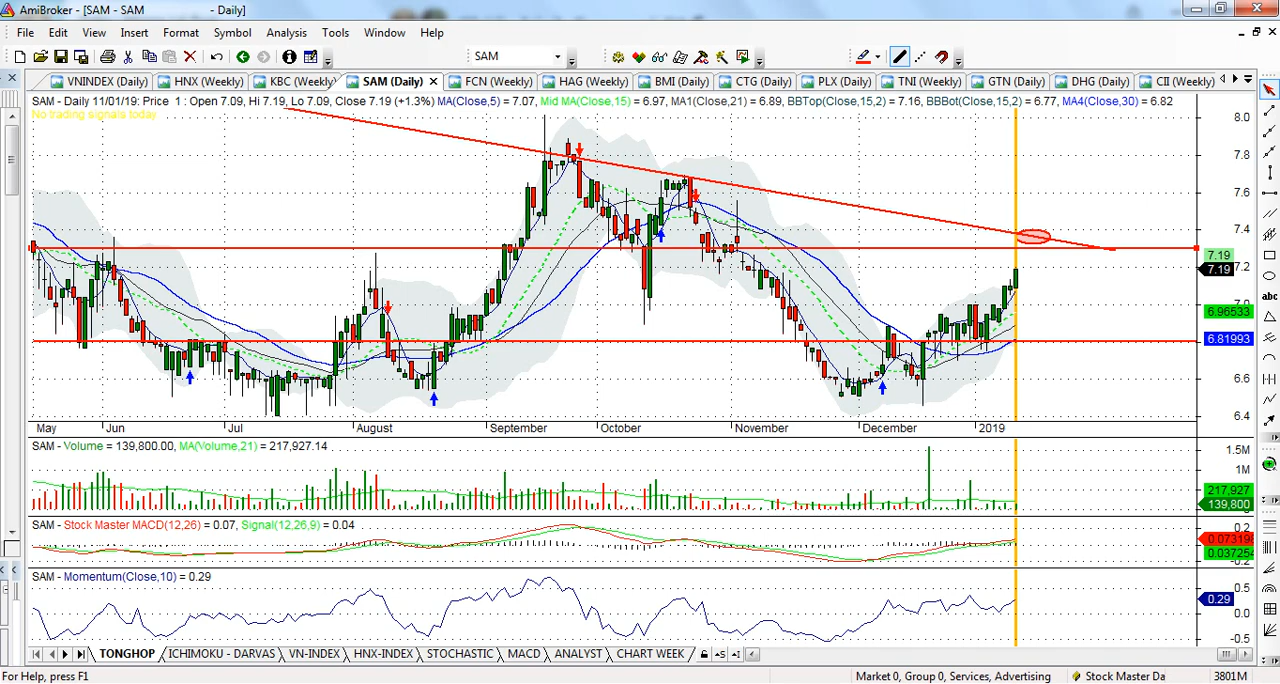 AmiBroker - [SAM - SAM - Daily]
File Edit View Insert Format Symbol Analysis Tools Window Help
SAM
VNINDEX (Daily) HNX (Weekly) KBC (Weekly) SAM (Daily) FCN (Weekly) HAG (Weekly) BMI (Daily) CTG (Daily) PLX (Daily) TNI (Weekly) GTN (Daily) DHG (Daily) CII (Weekly)
SAM - Daily 11/01/19: Price 1 : Open 7.09, Hi 7.19, Lo 7.09, Close 7.19 (+1.3%) MA(Close,5) = 7.07, Mid MA(Close,15) = 6.97, MA1(Close,21) = 6.89, BBTop(Close,15,2) = 7.16, BBBot(Close,15,2) = 6.77, MA4(Close,30) = 6.82
No trading signals today
8.0
7.8
7.6
7.4
7.19
7.2
7.19
7.0
6.96533
6.81993
6.6
6.4
May Jun Jul August September October November December 2019
SAM - Volume = 139,800.00, MA(Volume,21) = 217,927.14
1.5M
1M
217,927
139,800
SAM - Stock Master MACD(12,26) = 0.07, Signal(12,26,9) = 0.04
0.2
0.073198
0.037254
-0.2
SAM - Momentum(Close,10) = 0.29
0.5
0.29
0.0
-0.5
TONGHOP ICHIMOKU - DARVAS VN-INDEX HNX-INDEX STOCHASTIC MACD ANALYST CHART WEEK
For Help, press F1 Market 0, Group 0, Services, Advertising Stock Master Da 3801M
abc